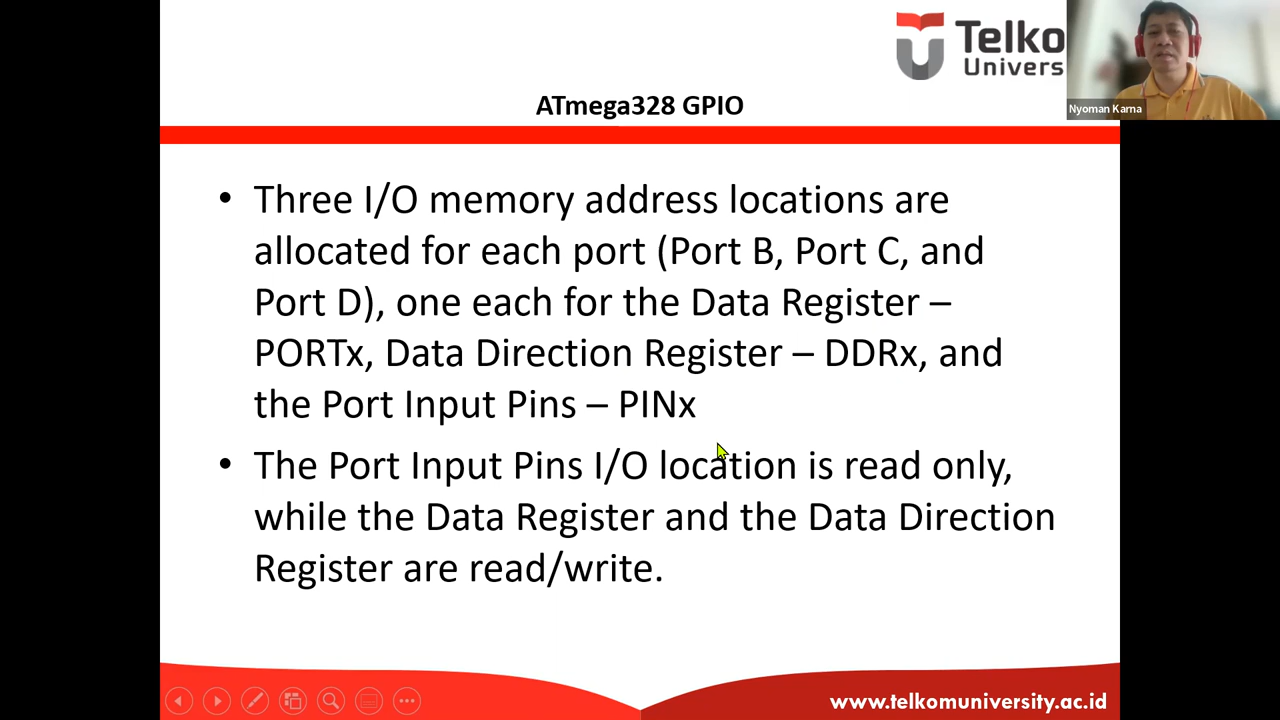 Telko
Univers
Nyoman Karna
ATmega328 GPIO
• Three I/O memory address locations are
allocated for each port (Port B, Port C, and
Port D), one each for the Data Register –
PORTx, Data Direction Register – DDRx, and
the Port Input Pins – PINx
• The Port Input Pins I/O location is read only,
while the Data Register and the Data Direction
Register are read/write.
www.telkomuniversity.ac.id